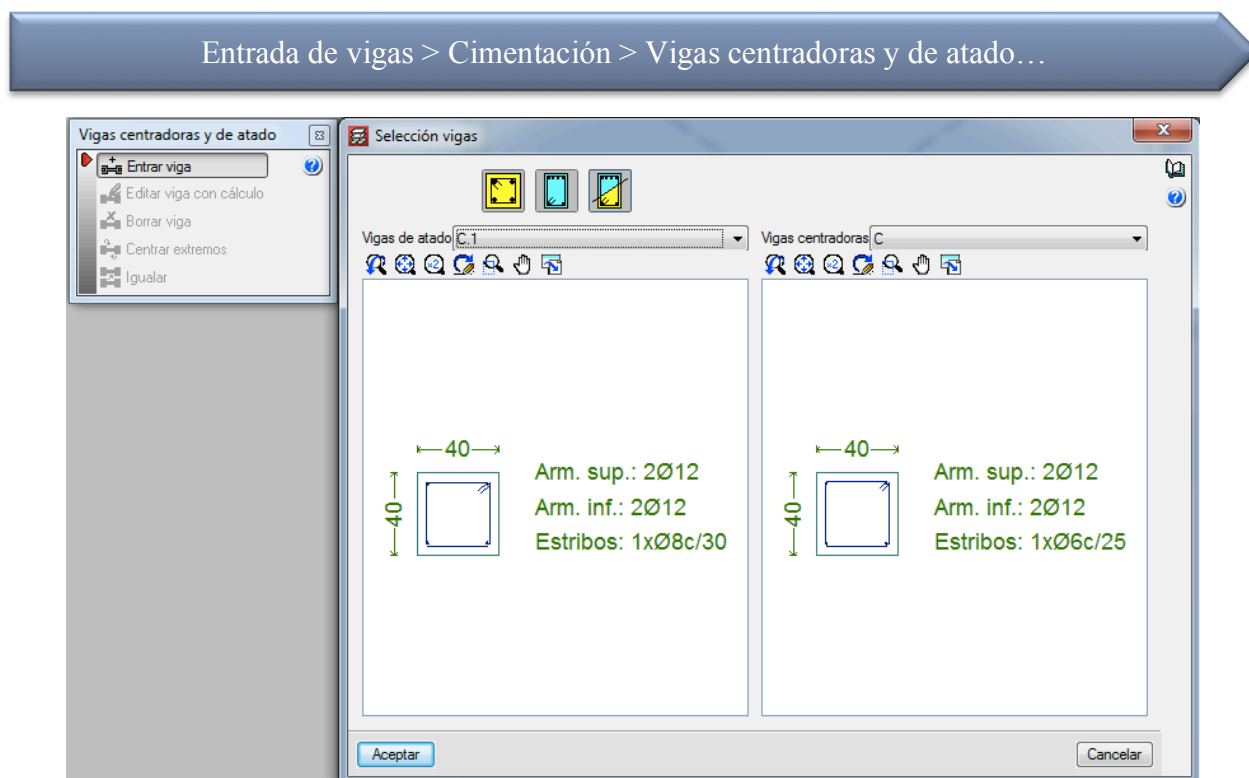 Entrada de vigas > Cimentación > Vigas centradoras y de atado…
Vigas centradoras y de atado
Entrar viga
Editar viga con cálculo
Borrar viga
Centrar extremos
Igualar
Selección vigas
Vigas de atado C.1
Vigas centradoras C
40
40
Arm. sup.: 2Ø12
Arm. inf.: 2Ø12
Estribos: 1xØ8c/30
40
40
Arm. sup.: 2Ø12
Arm. inf.: 2Ø12
Estribos: 1xØ6c/25
Aceptar
Cancelar